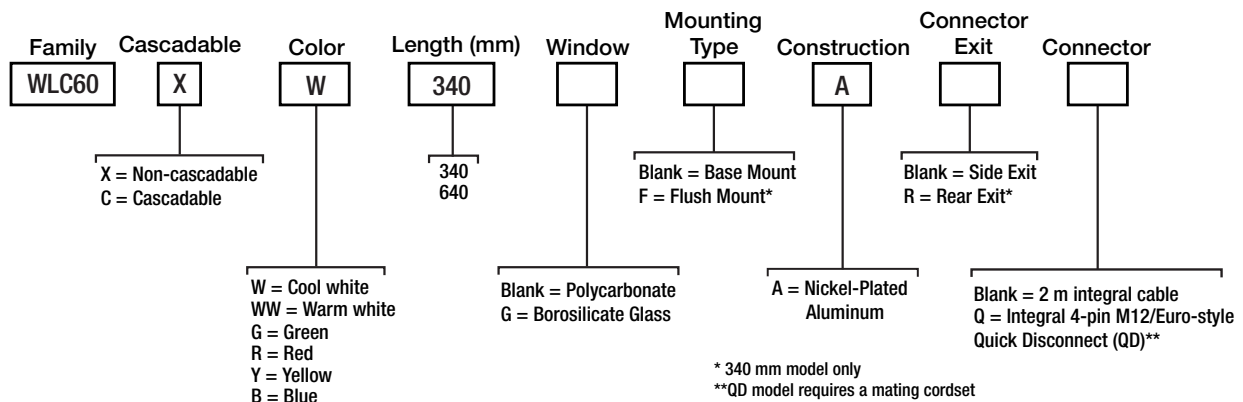 Family
Cascadable
Color
Length (mm)
Window
Mounting
Type
Construction
Connector
Exit
Connector
WLC60
X
W
340
A
X = Non-cascadable
C = Cascadable
340
640
Blank = Base Mount
F = Flush Mount*
Blank = Side Exit
R = Rear Exit*
W = Cool white
WW = Warm white
G = Green
R = Red
Y = Yellow
B = Blue
Blank = Polycarbonate
G = Borosilicate Glass
A = Nickel-Plated
Aluminum
Blank = 2 m integral cable
Q = Integral 4-pin M12/Euro-style
Quick Disconnect (QD)**
* 340 mm model only
**QD model requires a mating cordset